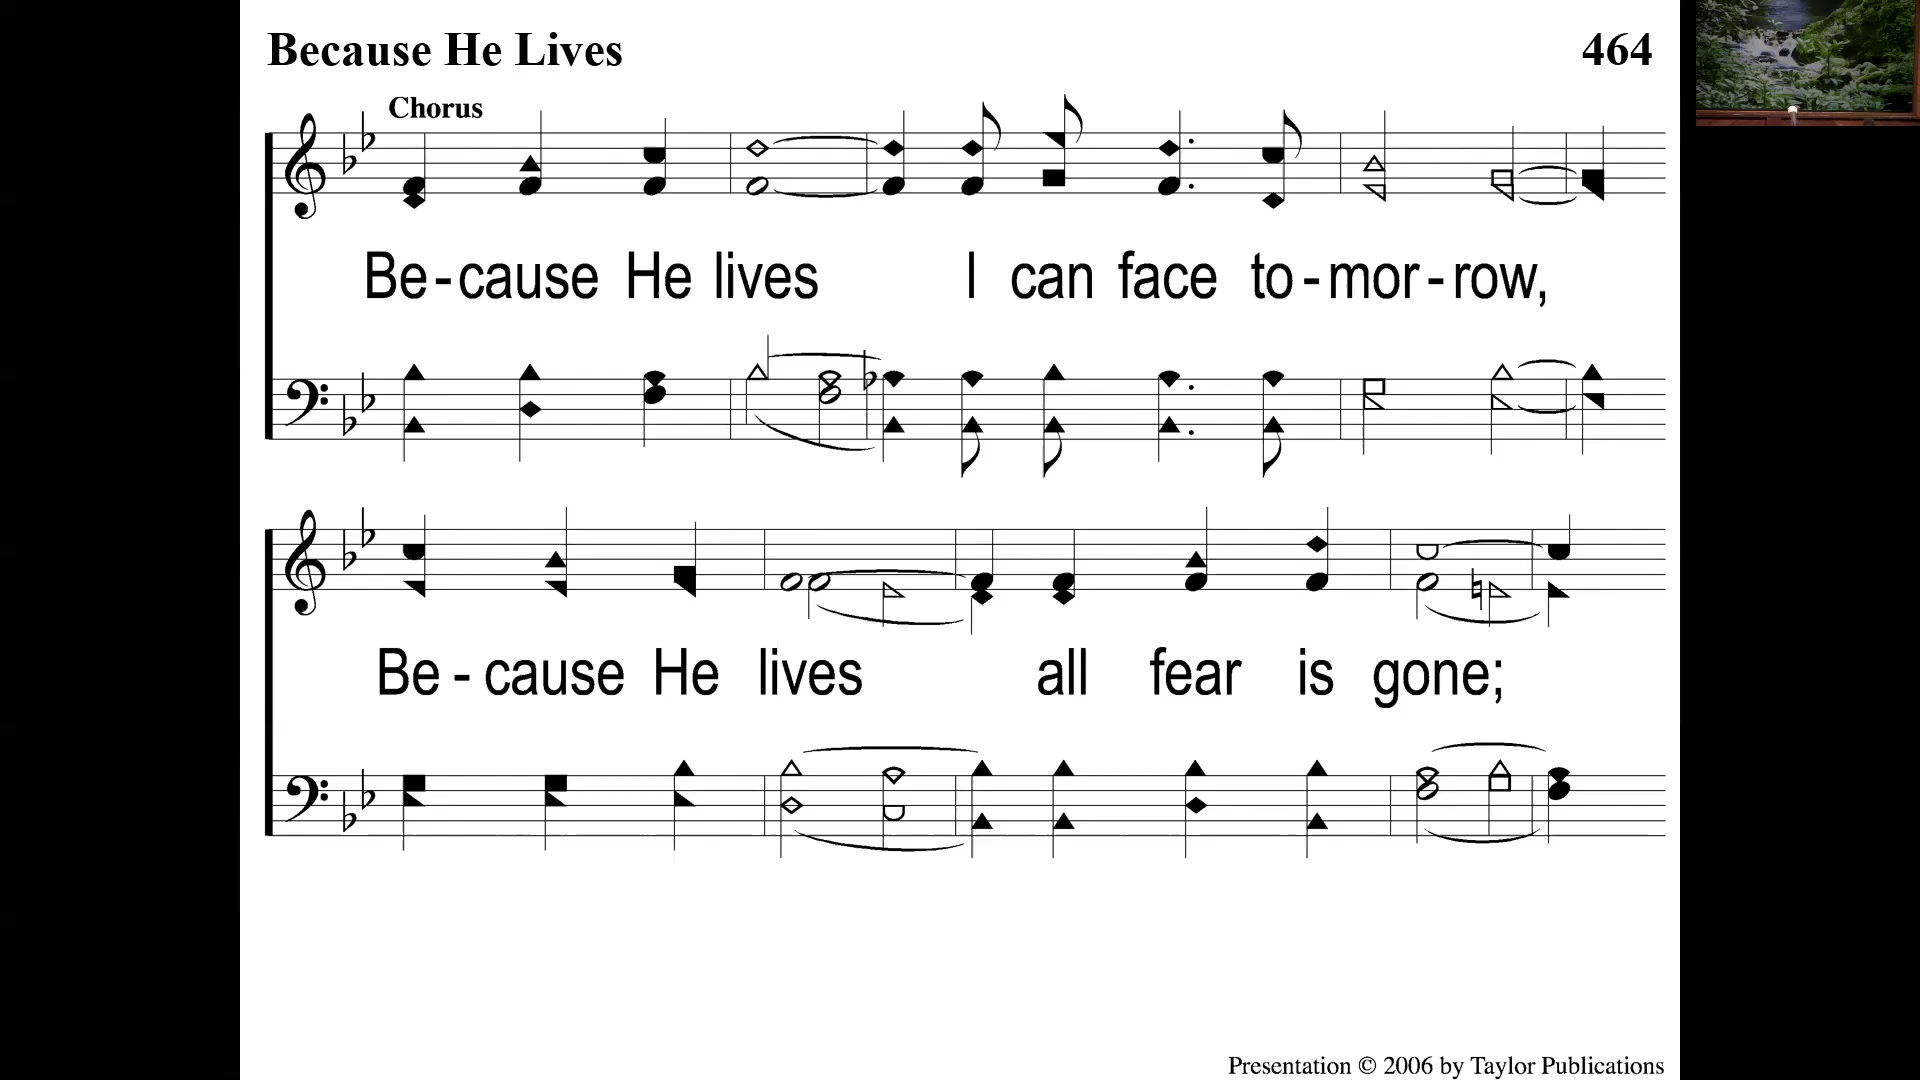 Because He Lives 464
Chorus
Be-cause He lives I can face to-mor-row,
Be-cause He lives all fear is gone;
Presentation © 2006 by Taylor Publications